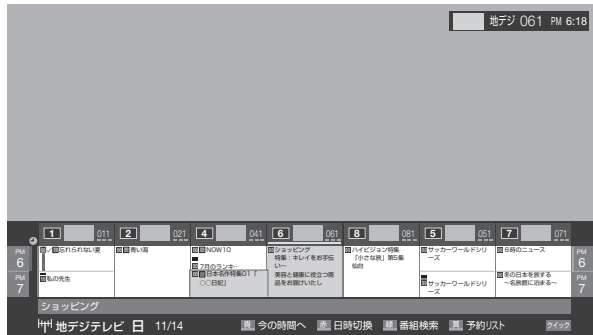 地デジ 061 PM 6:18
1 011 2 021 4 041 6 061 8 081 5 051 7 071
PM 6
忘れられない夏
青い海
NOW10
7月のランキ…
ショッピング
特集:キレイをお手伝
い〜
ハイビジョン特集
「小さな旅」第5集
仙台
サッカーワールドシリ
ーズ
6時のニュース
PM 6
PM 7
私の先生
日本名作特集01「
○○日記」
美容と健康に役立つ商
品をお届けいたし
サッカーワールドシリ
ーズ
冬の日本を旅する
〜名旅館に泊まる〜
PM 7
ショッピング
地デジテレビ 日 11/14 青 今の時間へ 赤 日時切換 緑 番組検索 黄 予約リスト クイック